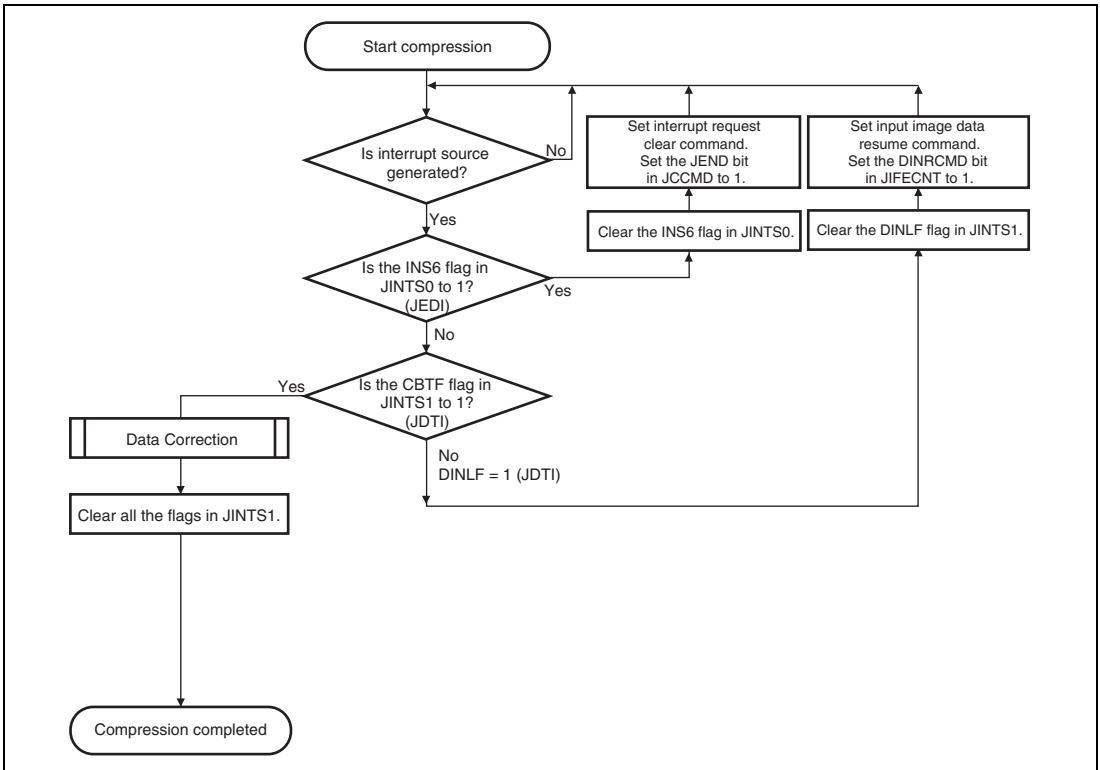 Start compression
Is interrupt source
generated?
No
Yes
Set interrupt request
clear command.
Set the JEND bit
in JCCMD to 1.
Set input image data
resume command.
Set the DINRCMD bit
in JIFECNT to 1.
Clear the INS6 flag in JINTS0.
Clear the DINLF flag in JINTS1.
Is the INS6 flag in
JINTS0 to 1?
(JEDI)
Yes
No
Is the CBTF flag in
JINTS1 to 1?
(JDTI)
Yes
No
DINLF = 1 (JDTI)
Data Correction
Clear all the flags in JINTS1.
Compression completed